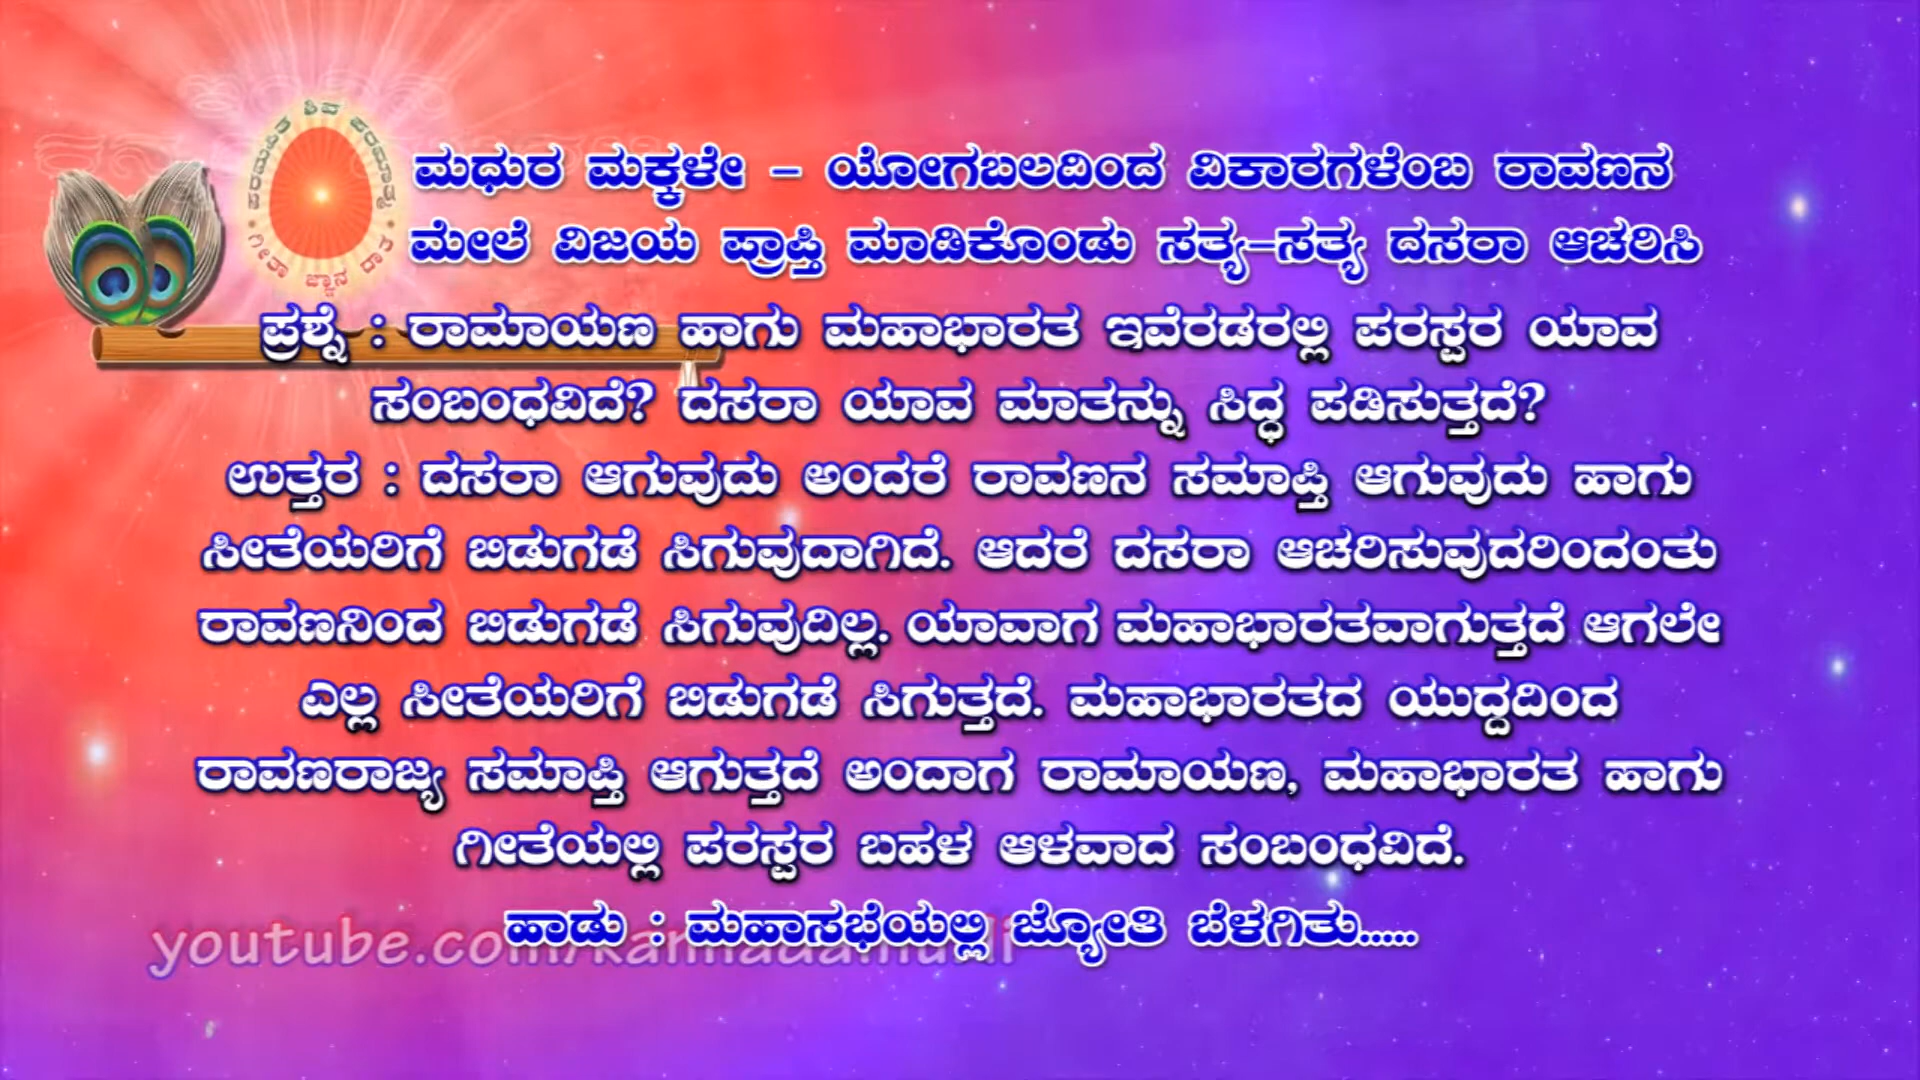 ಪರಮಪಿತ ಶಿವ ಪರಮಾತ್ಮ
ಗೀತಾ ಜ್ಞಾನ ದಾತ
ಮಧುರ ಮಕ್ಕಳೇ – ಯೋಗಬಲದಿಂದ ವಿಕಾರಗಳೆಂಬ ರಾವಣನ
ಮೇಲೆ ವಿಜಯ ಪ್ರಾಪ್ತಿ ಮಾಡಿಕೊಂಡು ಸತ್ಯ–ಸತ್ಯ ದಸರಾ ಆಚರಿಸಿ
ಪ್ರಶ್ನೆ : ರಾಮಾಯಣ ಹಾಗು ಮಹಾಭಾರತ ಇವೆರಡರಲ್ಲಿ ಪರಸ್ಪರ ಯಾವ
ಸಂಬಂಧವಿದೆ? ದಸರಾ ಯಾವ ಮಾತನ್ನು ಸಿದ್ಧ ಪಡಿಸುತ್ತದೆ?
ಉತ್ತರ : ದಸರಾ ಆಗುವುದು ಅಂದರೆ ರಾವಣನ ಸಮಾಪ್ತಿ ಆಗುವುದು ಹಾಗು
ಸೀತೆಯರಿಗೆ ಬಿಡುಗಡೆ ಸಿಗುವುದಾಗಿದೆ. ಆದರೆ ದಸರಾ ಆಚರಿಸುವುದರಿಂದಂತು
ರಾವಣನಿಂದ ಬಿಡುಗಡೆ ಸಿಗುವುದಿಲ್ಲ. ಯಾವಾಗ ಮಹಾಭಾರತವಾಗುತ್ತದೆ ಆಗಲೇ
ಎಲ್ಲ ಸೀತೆಯರಿಗೆ ಬಿಡುಗಡೆ ಸಿಗುತ್ತದೆ. ಮಹಾಭಾರತದ ಯುದ್ದದಿಂದ
ರಾವಣರಾಜ್ಯ ಸಮಾಪ್ತಿ ಆಗುತ್ತದೆ ಅಂದಾಗ ರಾಮಾಯಣ, ಮಹಾಭಾರತ ಹಾಗು
ಗೀತೆಯಲ್ಲಿ ಪರಸ್ಪರ ಬಹಳ ಆಳವಾದ ಸಂಬಂಧವಿದೆ.
ಹಾಡು : ಮಹಾಸಭೆಯಲ್ಲಿ ಜ್ಯೋತಿ ಬೆಳಗಿತು.....